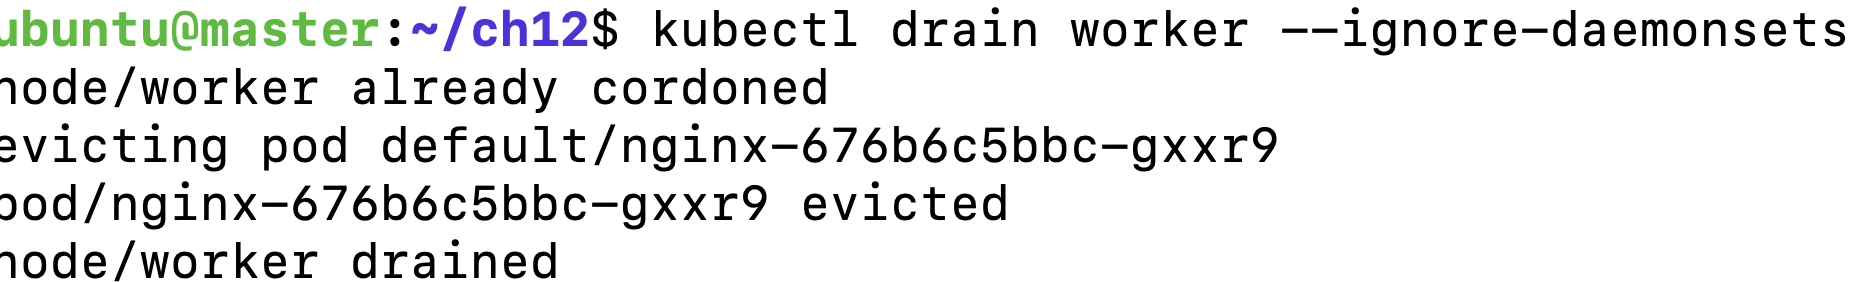 ubuntu@master:~/ch12$ kubectl drain worker --ignore-daemonsets
node/worker already cordoned
evicting pod default/nginx-676b6c5bbc-gxxr9
pod/nginx-676b6c5bbc-gxxr9 evicted
node/worker drained